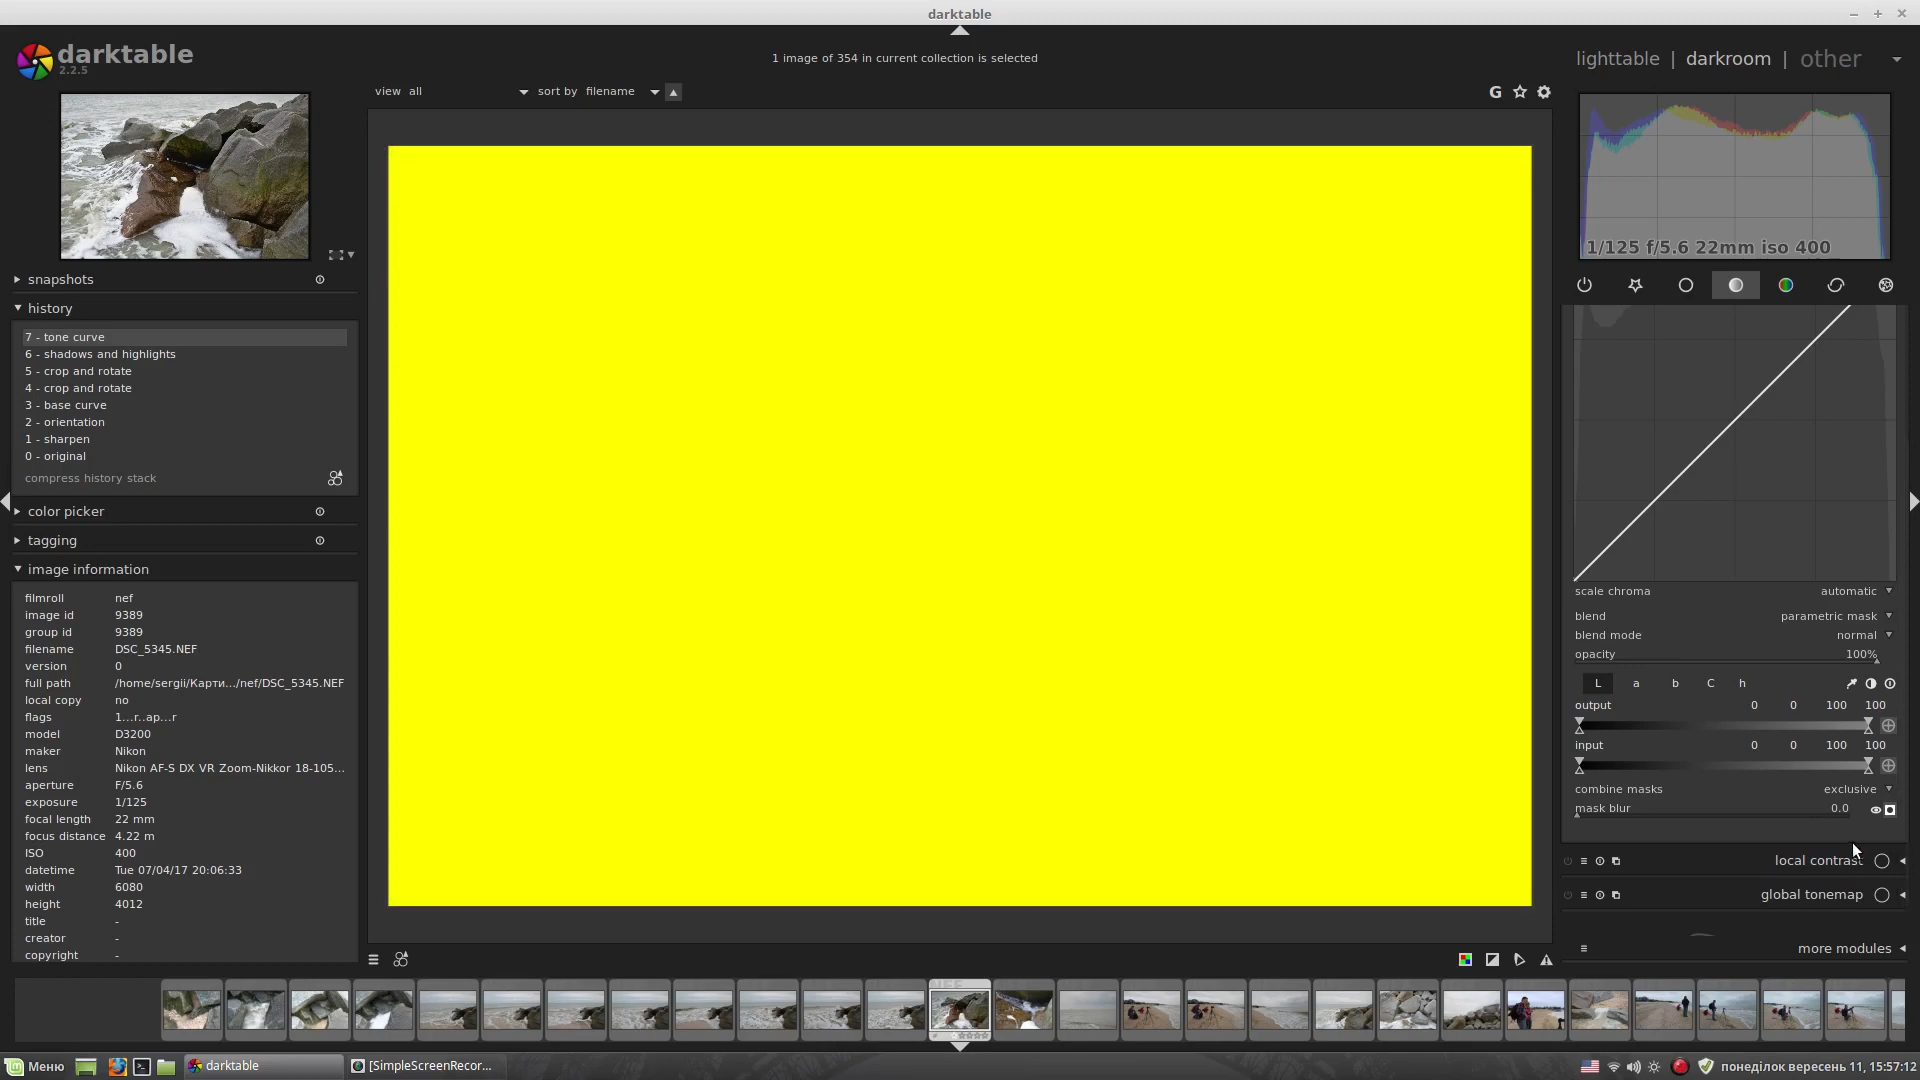 darktable
darktable
2.2.5
1 image of 354 in current collection is selected
lighttable | darkroom | other
view all
sort by filename
G
1/125 f/5.6 22mm iso 400
snapshots
history
7 - tone curve
6 - shadows and highlights
5 - crop and rotate
4 - crop and rotate
3 - base curve
2 - orientation
1 - sharpen
0 - original
compress history stack
color picker
tagging
image information
filmroll nef
image id 9389
group id 9389
filename DSC_5345.NEF
version 0
full path /home/sergii/Карти.../nef/DSC_5345.NEF
local copy no
flags 1...r..ap...r
model D3200
maker Nikon
lens Nikon AF-S DX VR Zoom-Nikkor 18-105...
aperture F/5.6
exposure 1/125
focal length 22 mm
focus distance 4.22 m
ISO 400
datetime Tue 07/04/17 20:06:33
width 6080
height 4012
title -
creator -
copyright -
scale chroma automatic
blend parametric mask
blend mode normal
opacity 100%
L a b C h
output 0 0 100 100
input 0 0 100 100
combine masks exclusive
mask blur 0.0
local contrast
global tonemap
more modules
Меню
darktable
[SimpleScreenRecor...
понеділок вересень 11, 15:57:12